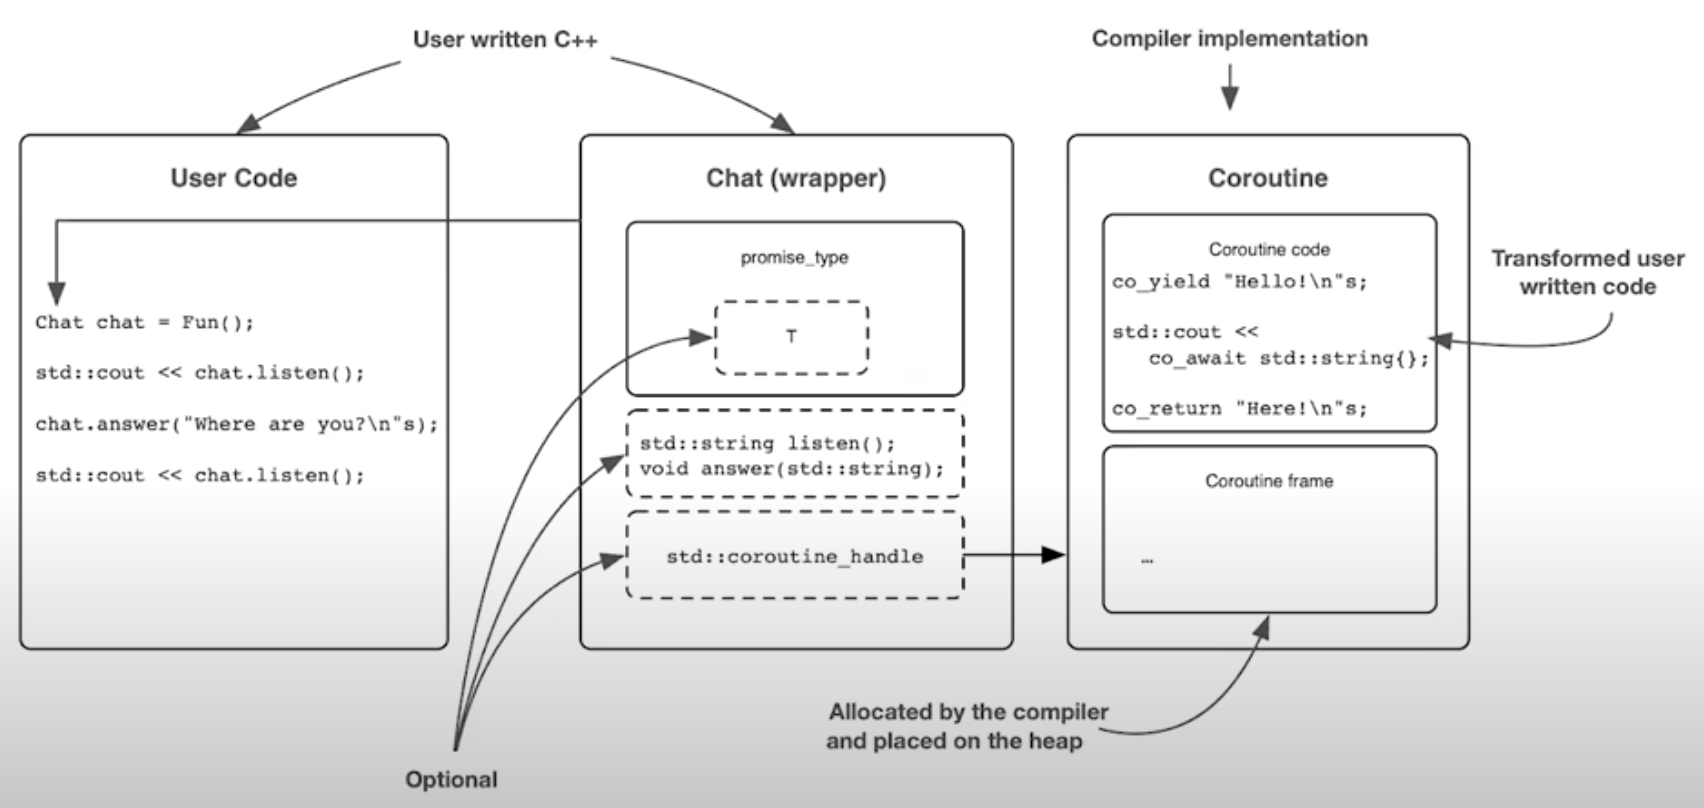 User written C++
Compiler implementation
User Code
Chat chat = Fun();
std::cout << chat.listen();
chat.answer("Where are you?\n"s);
std::cout << chat.listen();
Chat (wrapper)
promise_type
T
std::string listen();
void answer(std::string);
std::coroutine_handle
Coroutine
Coroutine code
co_yield "Hello!\n"s;
std::cout <<
co_await std::string{};
co_return "Here!\n"s;
Coroutine frame
…
Transformed user
written code
Allocated by the compiler
and placed on the heap
Optional